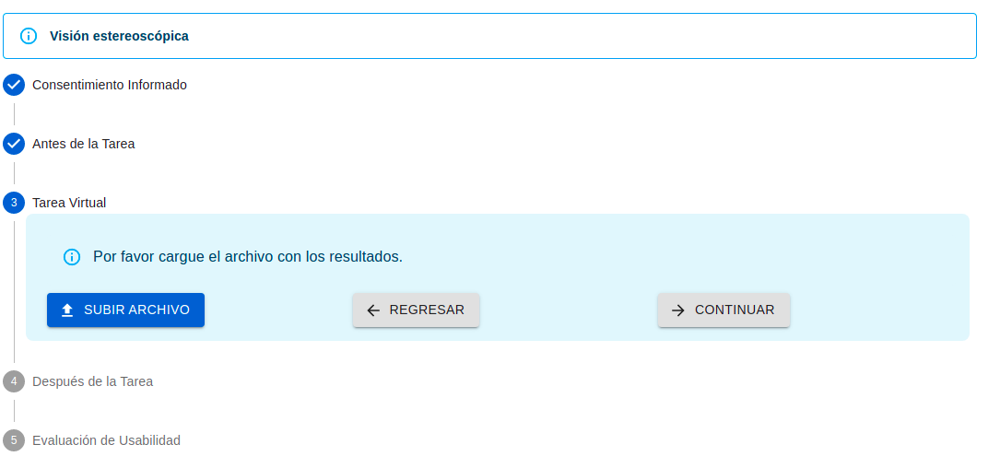 Visión estereoscópica
Consentimiento Informado
Antes de la Tarea
3 Tarea Virtual
Por favor cargue el archivo con los resultados.
SUBIR ARCHIVO REGRESAR CONTINUAR
4 Después de la Tarea
5 Evaluación de Usabilidad